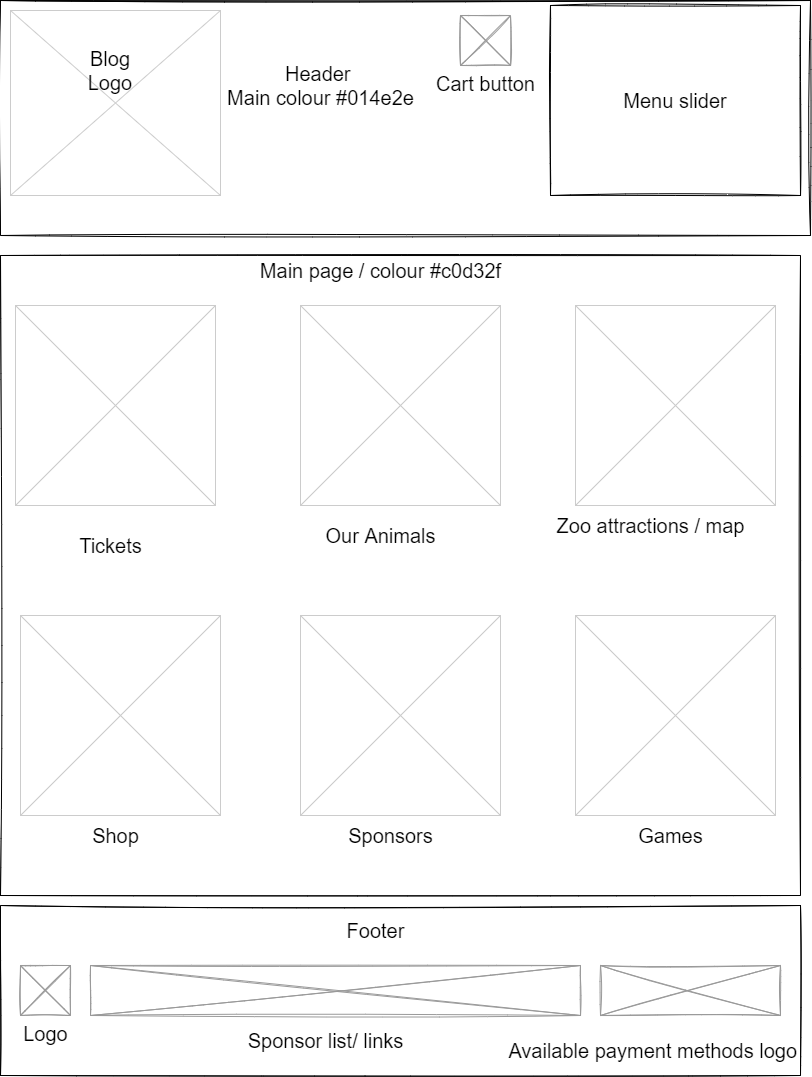 Blog
Logo
Header
Main colour #014e2e
Cart button
Menu slider
Main page / colour #c0d32f
Tickets
Our Animals
Zoo attractions / map
Shop
Sponsors
Games
Footer
Logo
Sponsor list/ links
Available payment methods logo